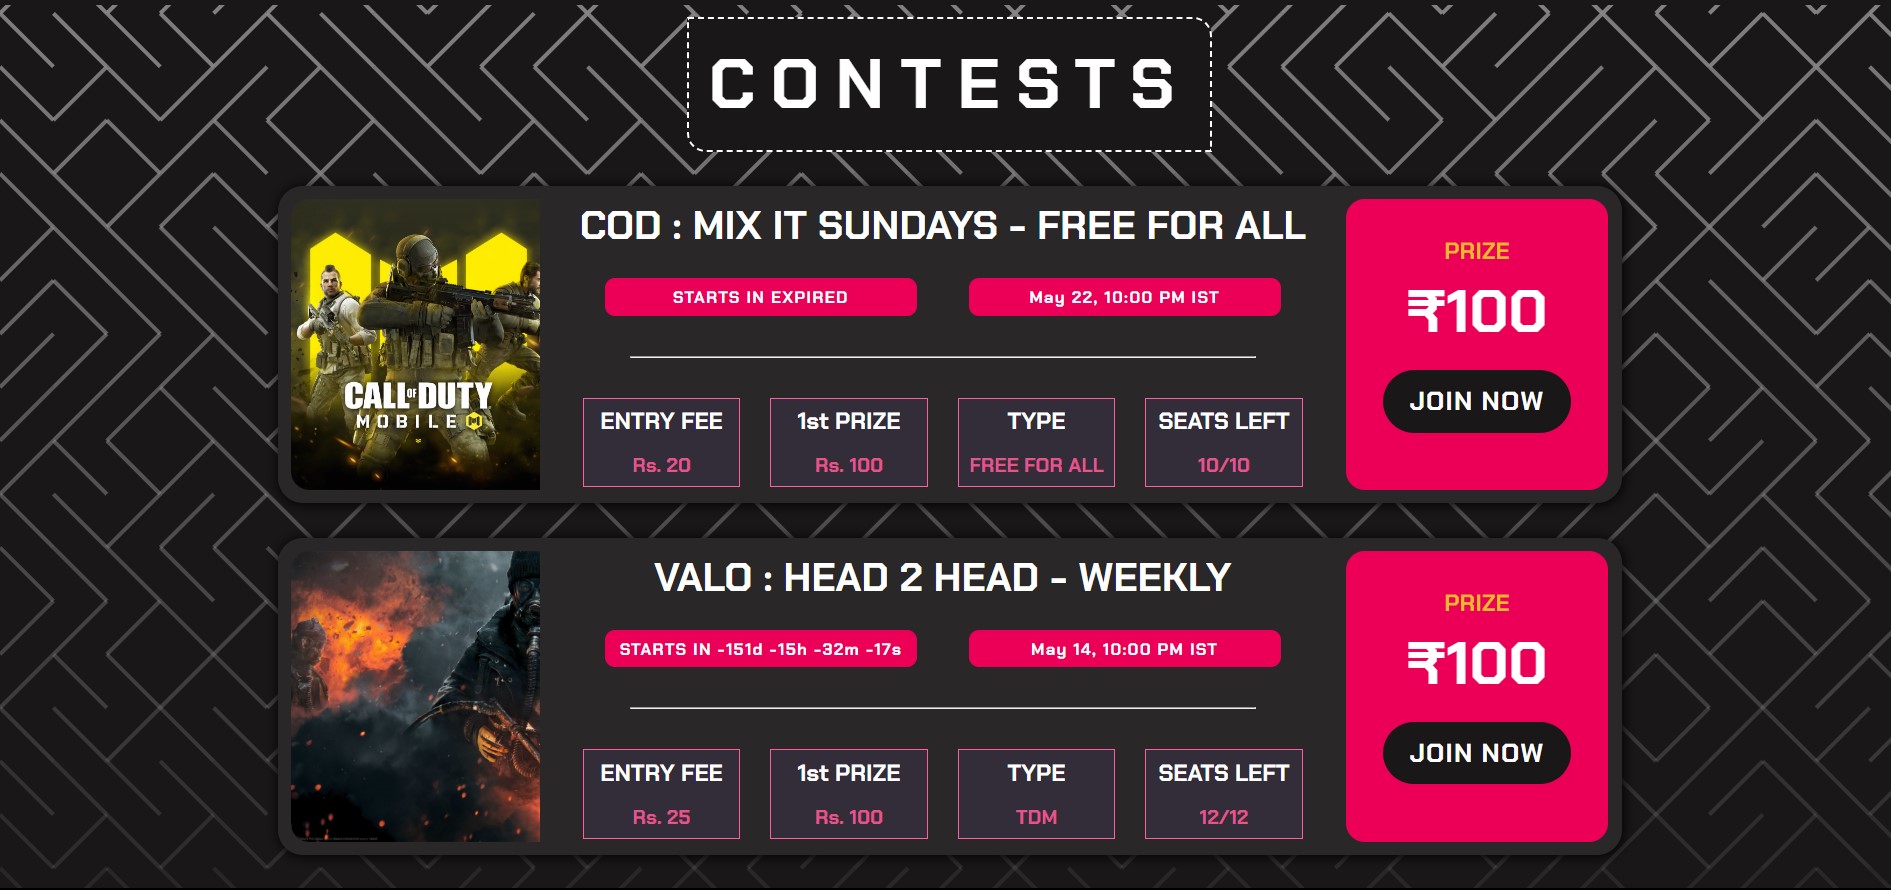 CONTESTS
COD : MIX IT SUNDAYS - FREE FOR ALL
STARTS IN EXPIRED
May 22, 10:00 PM IST
CALL OF DUTY
MOBILE
ENTRY FEE
Rs. 20
1st PRIZE
Rs. 100
TYPE
FREE FOR ALL
SEATS LEFT
10/10
PRIZE
₹100
JOIN NOW
VALO : HEAD 2 HEAD - WEEKLY
STARTS IN -151d -15h -32m -17s
May 14, 10:00 PM IST
ENTRY FEE
Rs. 25
1st PRIZE
Rs. 100
TYPE
TDM
SEATS LEFT
12/12
PRIZE
₹100
JOIN NOW